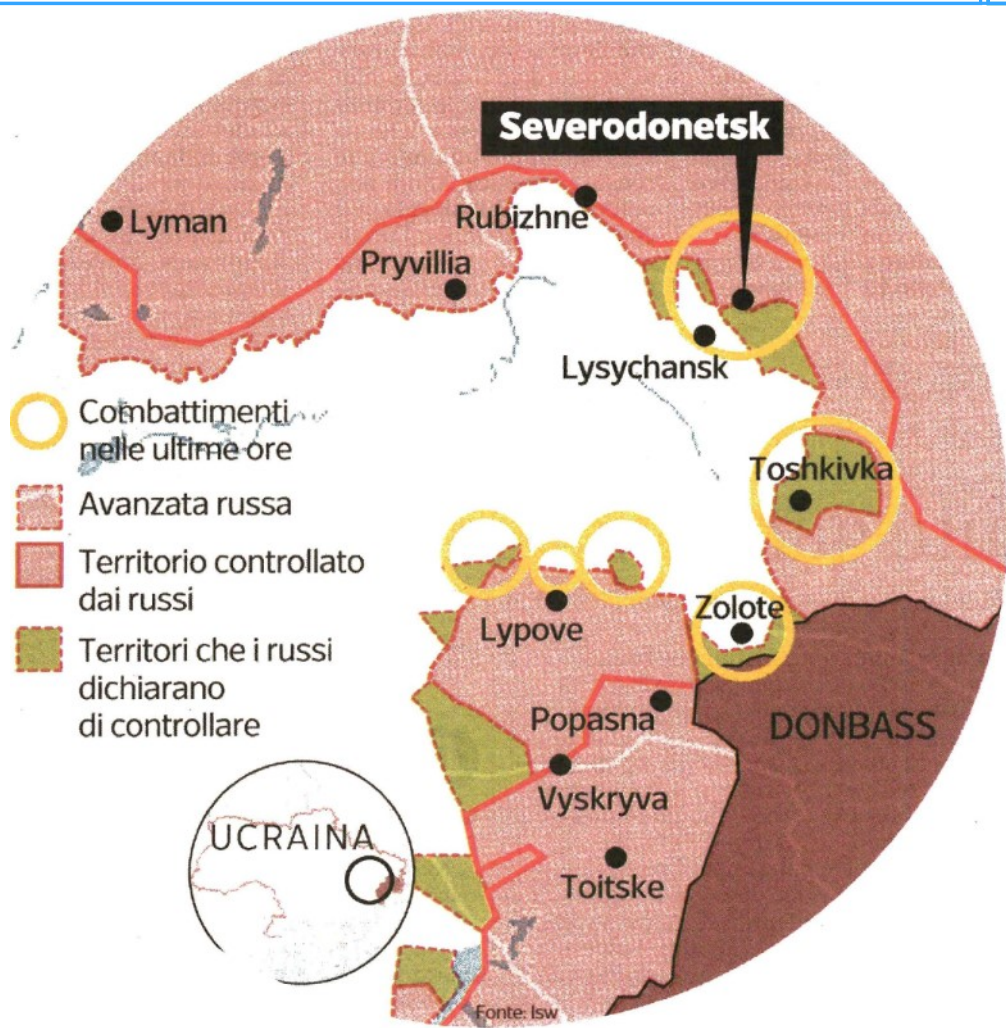 Severodonetsk
Lyman
Rubizhne
Pryvillia
Lysychansk
Combattimenti
nelle ultime ore
Toshkivka
Avanzata russa
Territorio controllato
dai russi
Zolote
Lypove
Territori che i russi
dichiarano
di controllare
Popasna
DONBASS
Vyskryva
UCRAINA
Toitske
Fonte: Isw